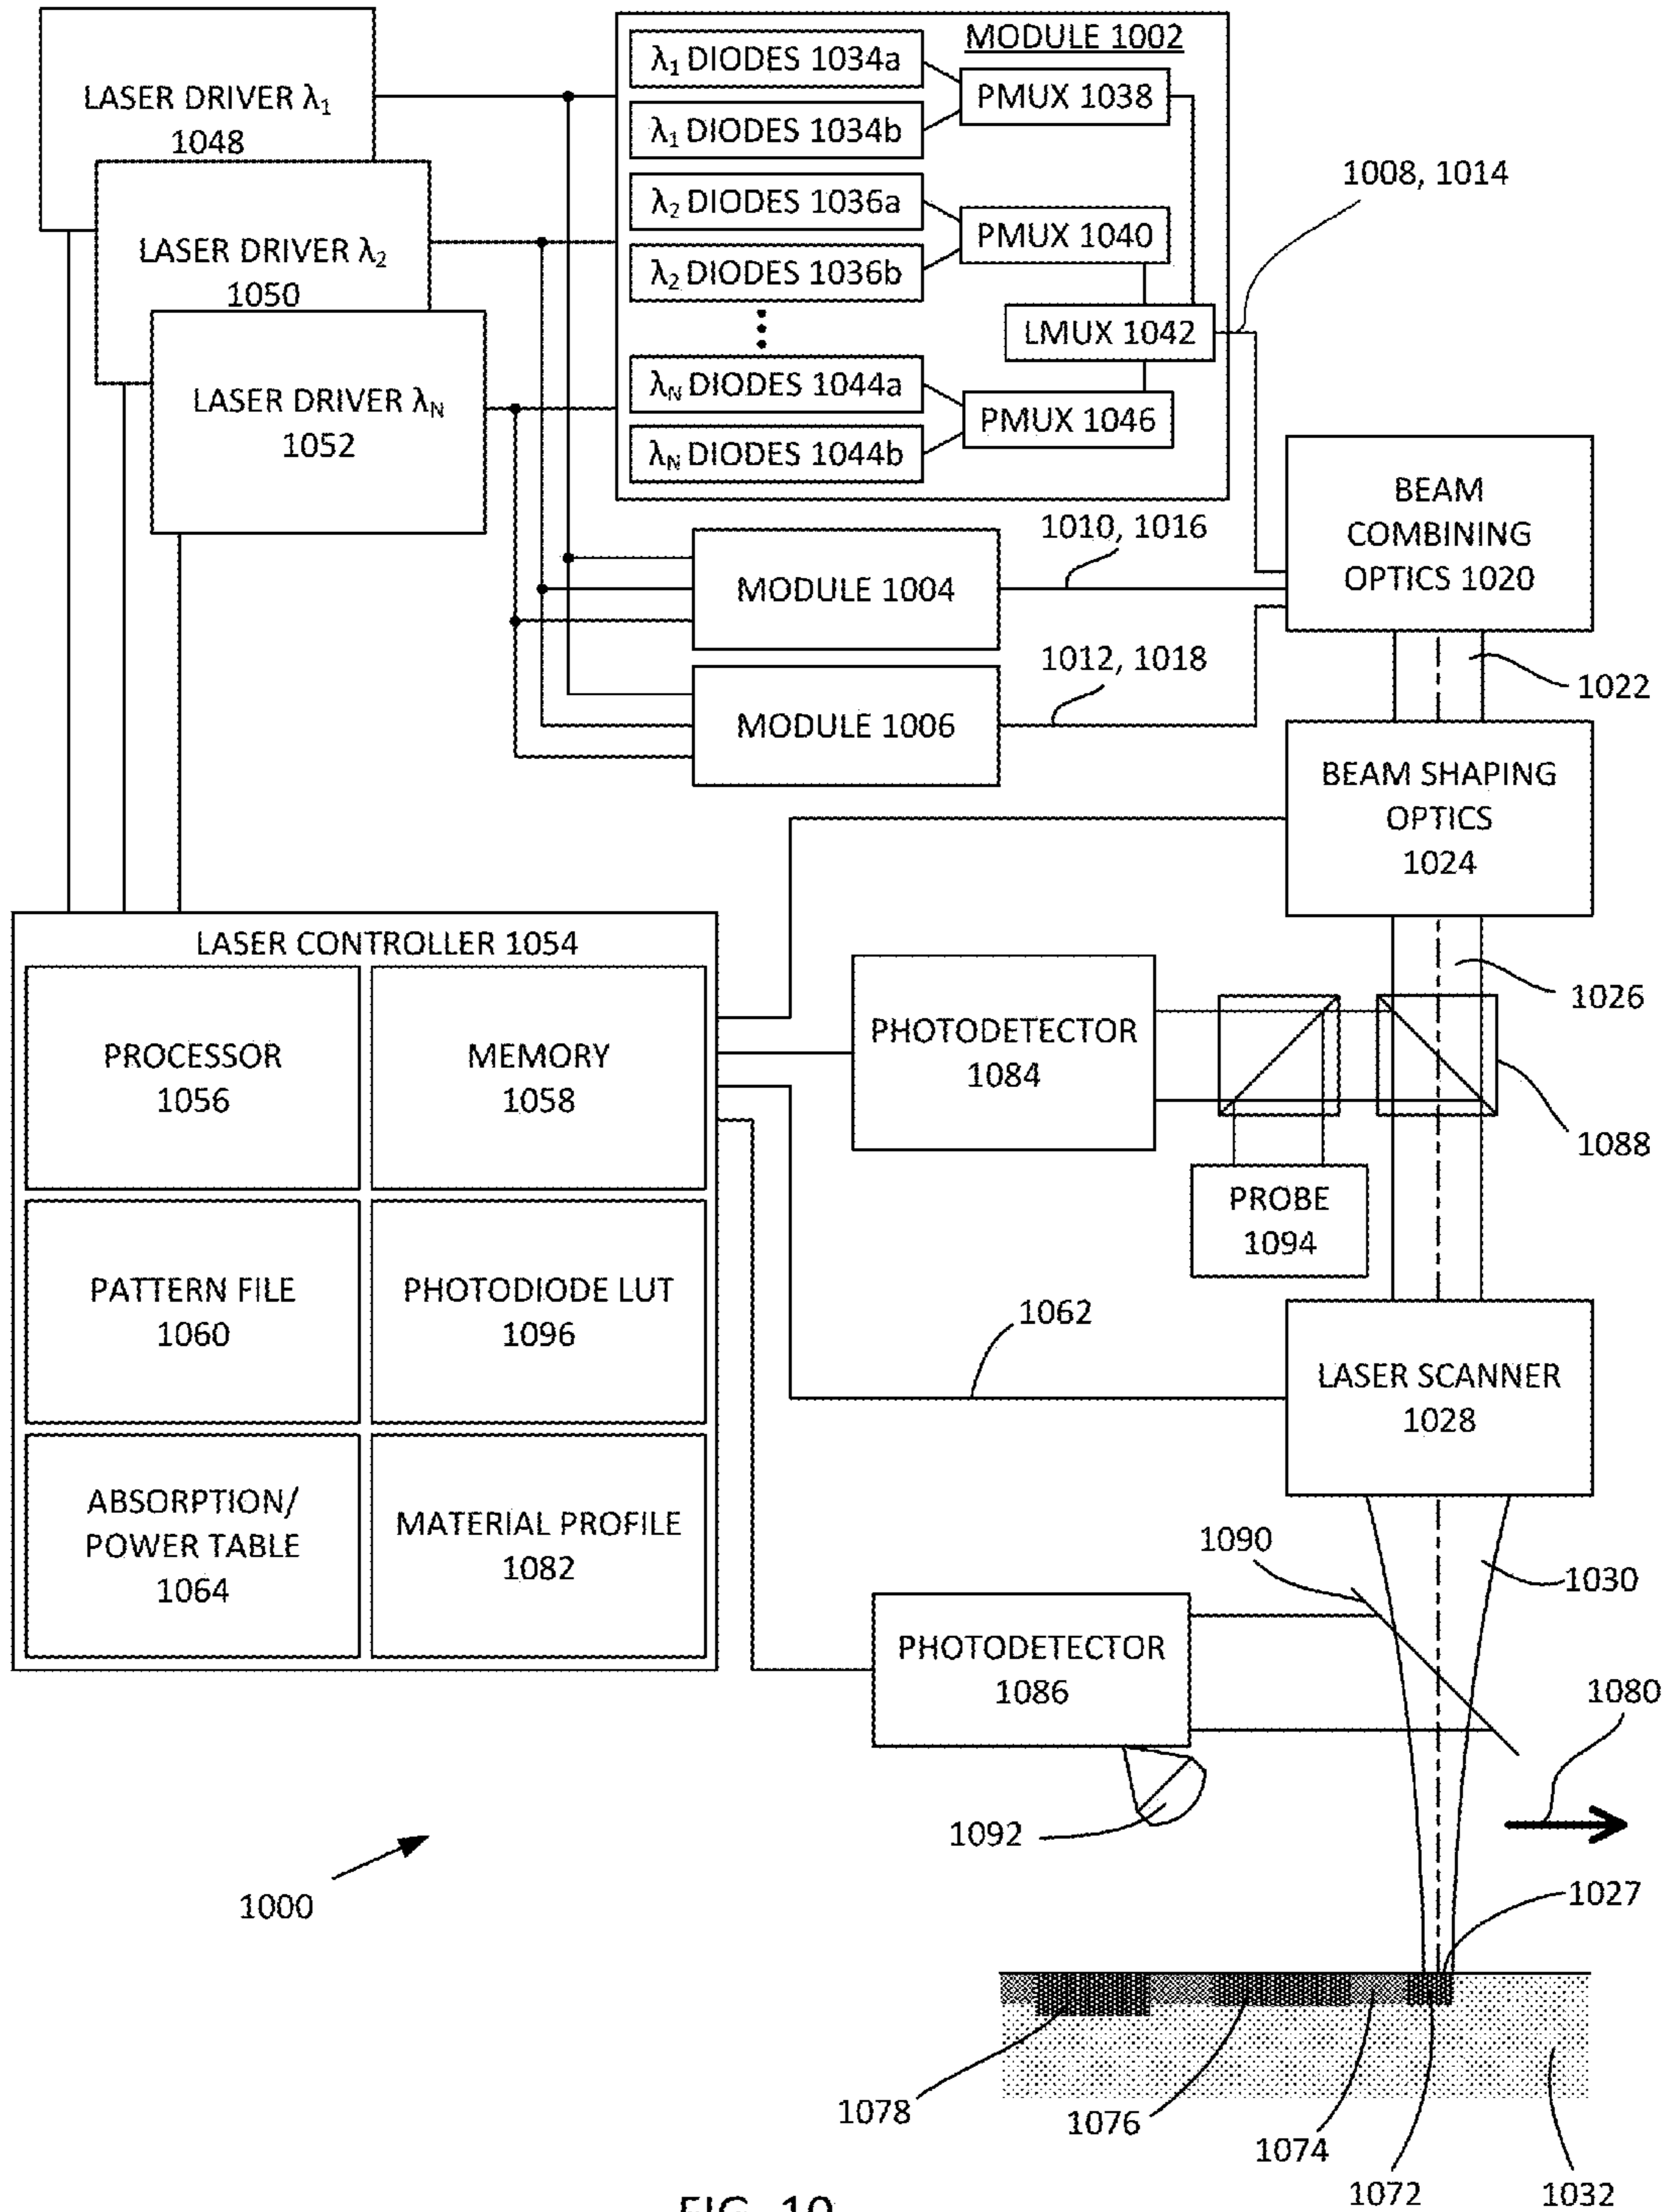 LASER DRIVER λ1
1048
LASER DRIVER λ2
1050
LASER DRIVER λN
1052
MODULE 1002
λ1 DIODES 1034a
λ1 DIODES 1034b
PMUX 1038
λ2 DIODES 1036a
λ2 DIODES 1036b
PMUX 1040
LMUX 1042
λN DIODES 1044a
λN DIODES 1044b
PMUX 1046
1008, 1014
MODULE 1004
1010, 1016
MODULE 1006
1012, 1018
BEAM
COMBINING
OPTICS 1020
1022
BEAM SHAPING
OPTICS
1024
1026
LASER CONTROLLER 1054
PROCESSOR
1056
MEMORY
1058
PATTERN FILE
1060
PHOTODIODE LUT
1096
ABSORPTION/
POWER TABLE
1064
MATERIAL PROFILE
1082
PHOTODETECTOR
1084
1088
PROBE
1094
1062
LASER SCANNER
1028
1090
1030
PHOTODETECTOR
1086
1080
1092
1000
1027
1078
1076
1074
1072
1032
FIG. 10